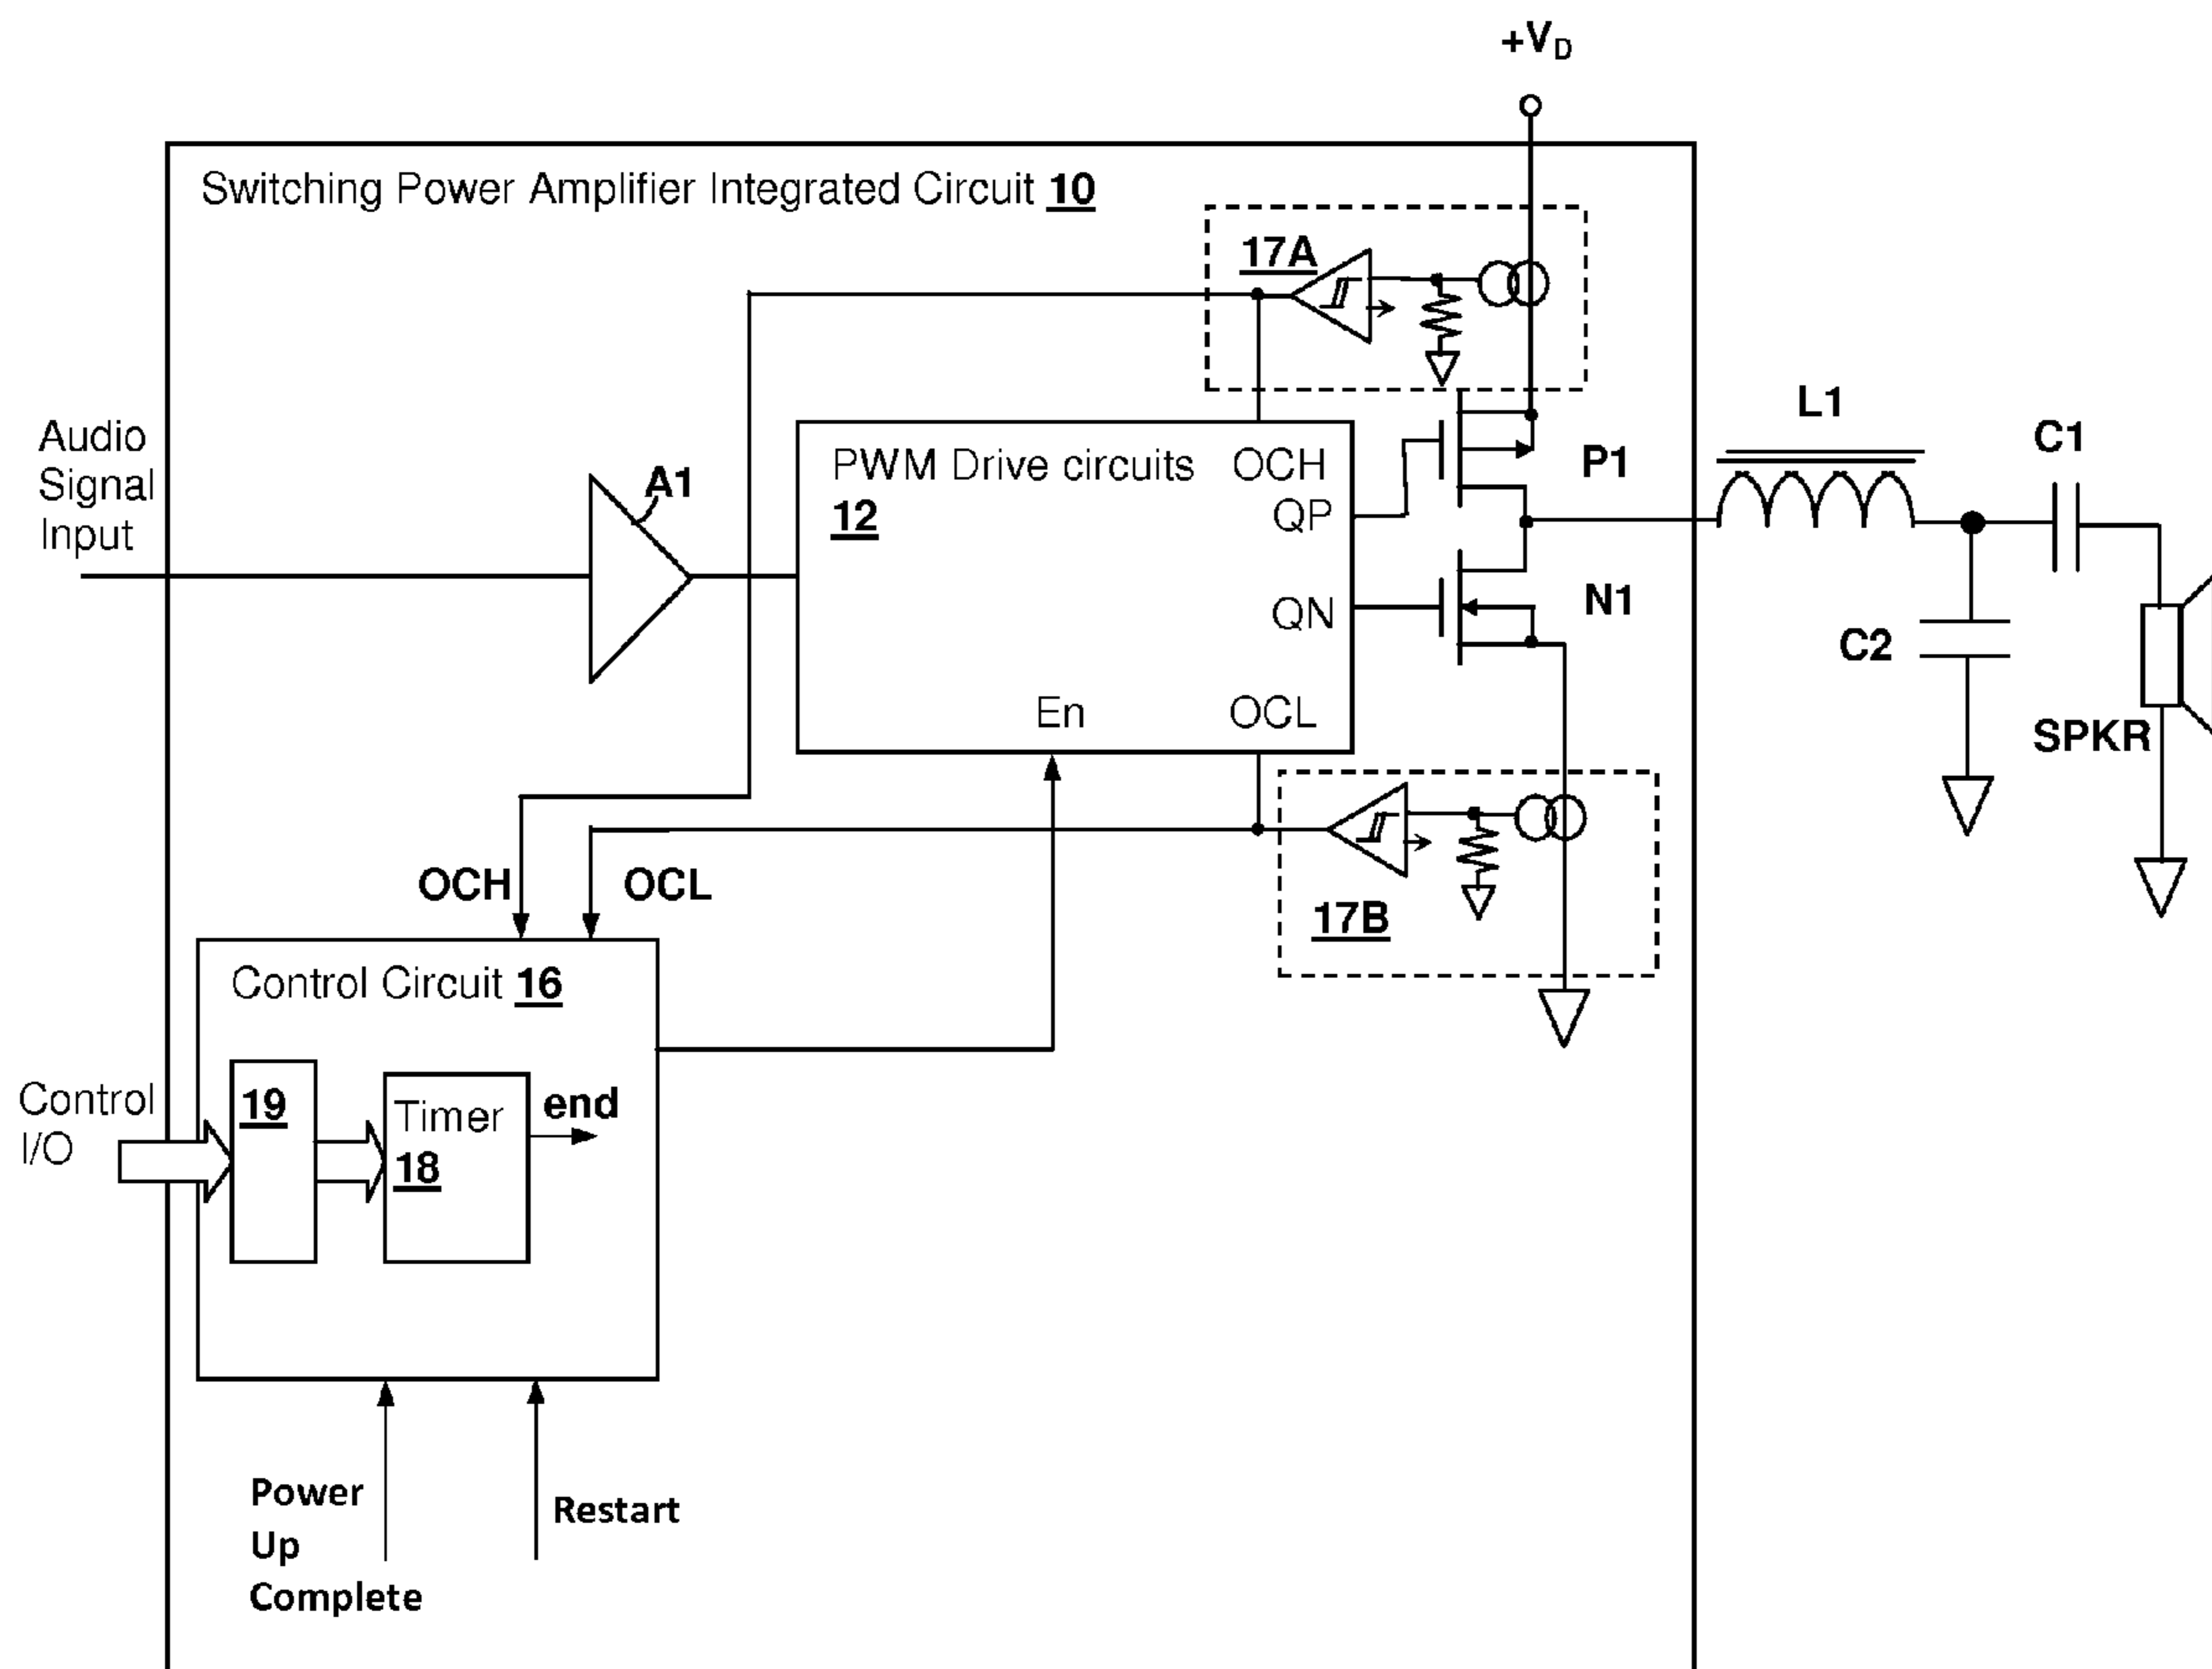 +VD
Switching Power Amplifier Integrated Circuit 10
17A
Audio
Signal
Input
A1
PWM Drive circuits
12
OCH
QP
QN
En
OCL
P1
N1
L1
C1
C2
SPKR
17B
OCH
OCL
Control Circuit 16
Control
I/O
19
Timer
18
end
Power
Up
Complete
Restart